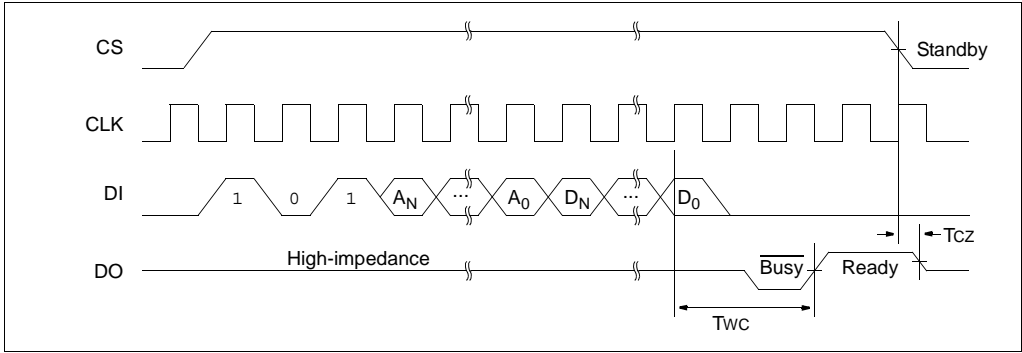 CS
Standby
CLK
DI
1 0 1 A_N ... A_0 D_N ... D_0
TCZ
DO
High-impedance
Busy
Ready
TWC